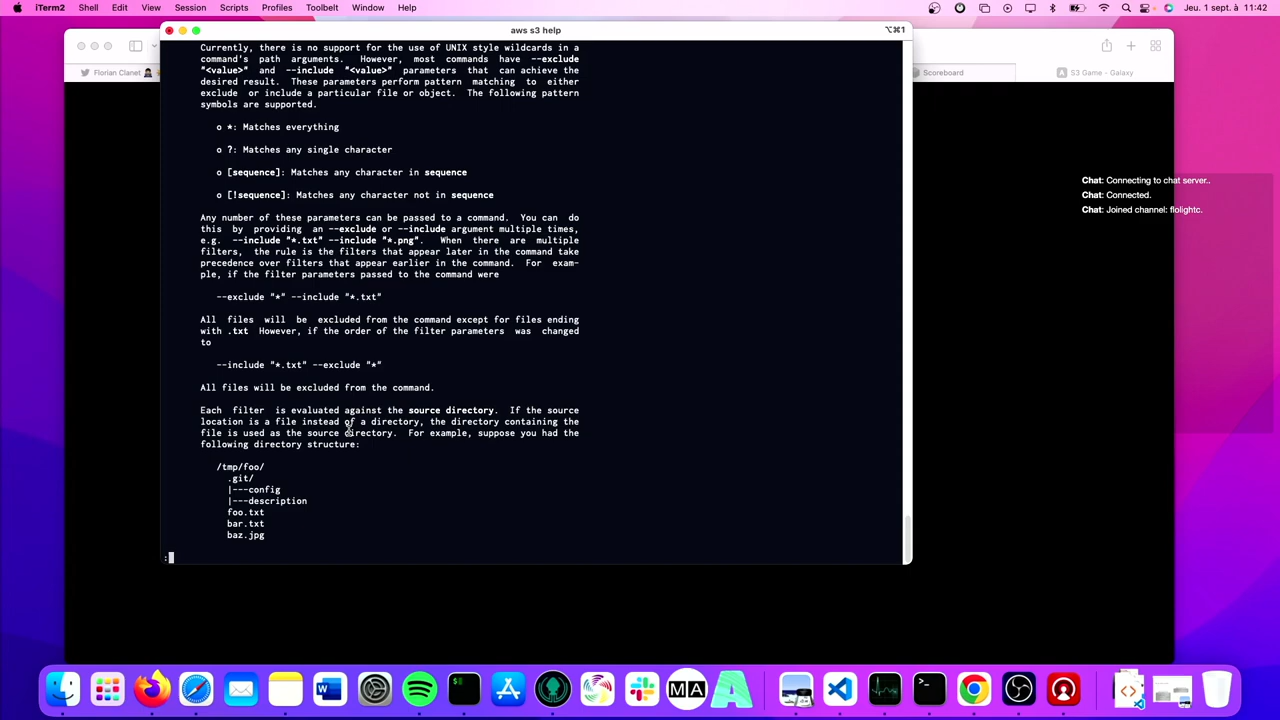 iTerm2 Shell Edit View Session Scripts Profiles Toolbelt Window Help
Jeu. 1 sept. à 11:42
aws s3 help
⌥⌘1
Florian Clanet
Scoreboard
S3 Game - Galaxy
Currently, there is no support for the use of UNIX style wildcards in a
command's path arguments. However, most commands have --exclude
"<value>" and --include "<value>" parameters that can achieve the
desired result. These parameters perform pattern matching to either
exclude or include a particular file or object. The following pattern
symbols are supported.
o *: Matches everything
o ?: Matches any single character
o [sequence]: Matches any character in sequence
o [!sequence]: Matches any character not in sequence
Any number of these parameters can be passed to a command. You can do
this by providing an --exclude or --include argument multiple times,
e.g. --include "*.txt" --include "*.png". When there are multiple
filters, the rule is the filters that appear later in the command take
precedence over filters that appear earlier in the command. For exam-
ple, if the filter parameters passed to the command were
--exclude "*" --include "*.txt"
All files will be excluded from the command except for files ending
with .txt However, if the order of the filter parameters was changed
to
--include "*.txt" --exclude "*"
All files will be excluded from the command.
Each filter is evaluated against the source directory. If the source
location is a file instead of a directory, the directory containing the
file is used as the source directory. For example, suppose you had the
following directory structure:
/tmp/foo/
.git/
|---config
|---description
foo.txt
bar.txt
baz.jpg
:
Chat: Connecting to chat server..
Chat: Connected.
Chat: Joined channel: flolightc.
MA